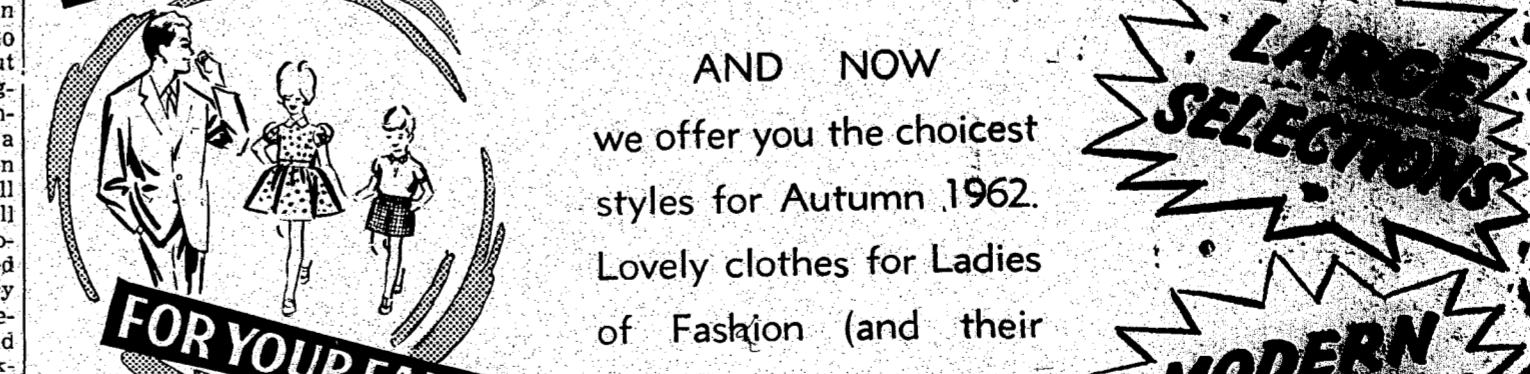 AND NOW
we offer you the choicest
styles for Autumn 1962.
Lovely clothes for Ladies
of Fashion (and their
LARGE
SELECTIONS
MODERN
FOR YOUR